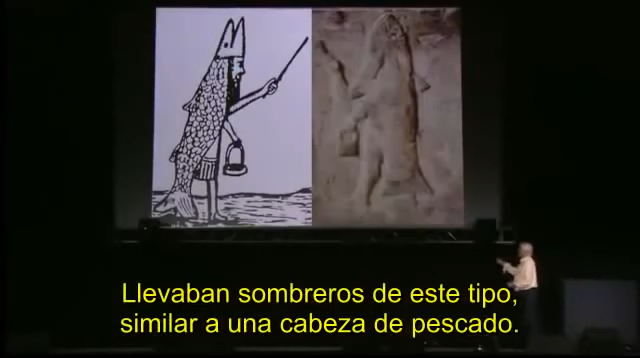 Llevaban sombreros de este tipo,
similar a una cabeza de pescado.